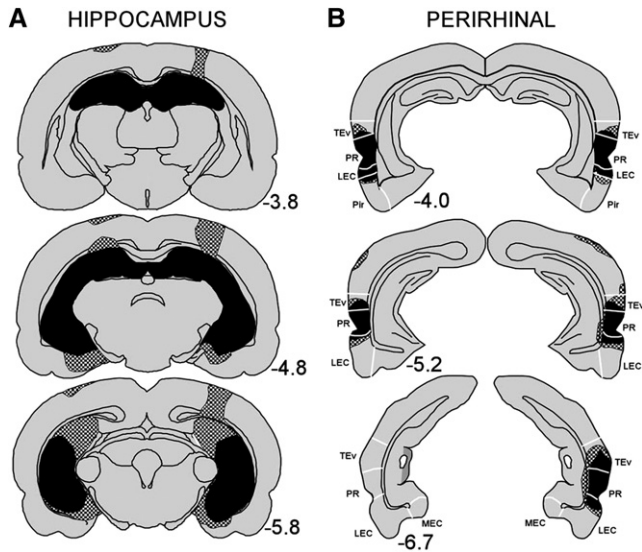 A HIPPOCAMPUS
-3.8
-4.8
-5.8
B PERIRHINAL
TEv TEv
PR PR
LEC LEC
Pir Pir
-4.0
TEv TEv
PR PR
LEC LEC
-5.2
TEv TEv
PR PR
LEC MEC MEC LEC
-6.7